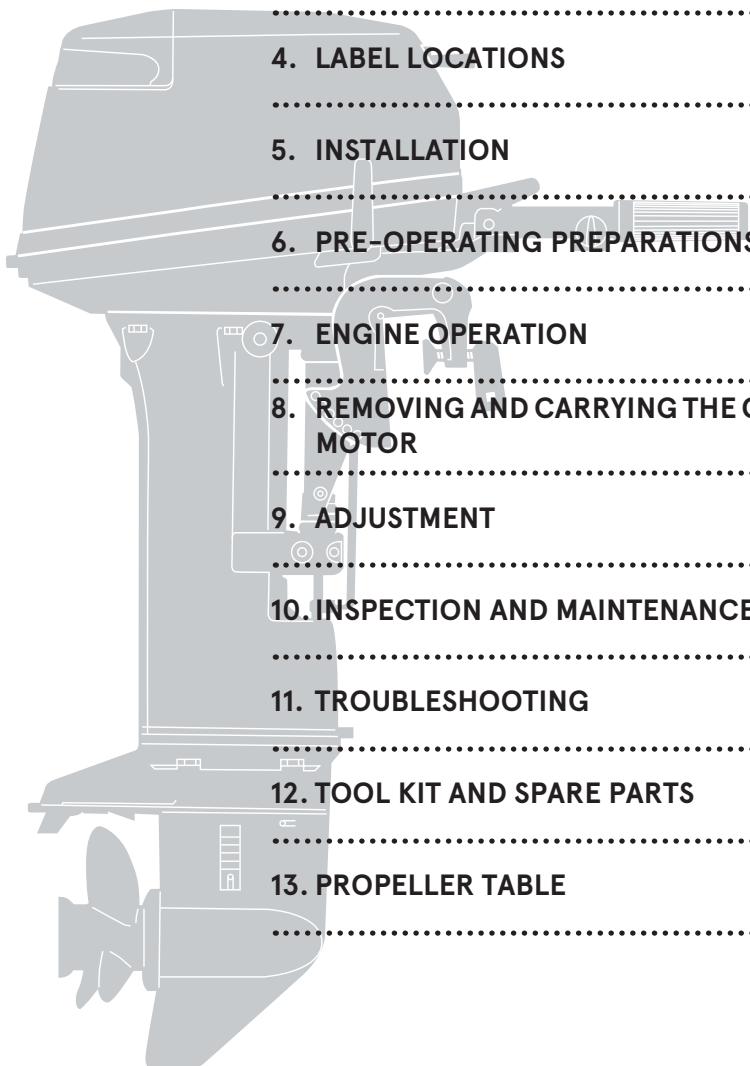 4. LABEL LOCATIONS
5. INSTALLATION
6. PRE-OPERATING PREPARATIONS
7. ENGINE OPERATION
8. REMOVING AND CARRYING THE
MOTOR
9. ADJUSTMENT
10. INSPECTION AND MAINTENANCE
11. TROUBLESHOOTING
12. TOOL KIT AND SPARE PARTS
13. PROPELLER TABLE